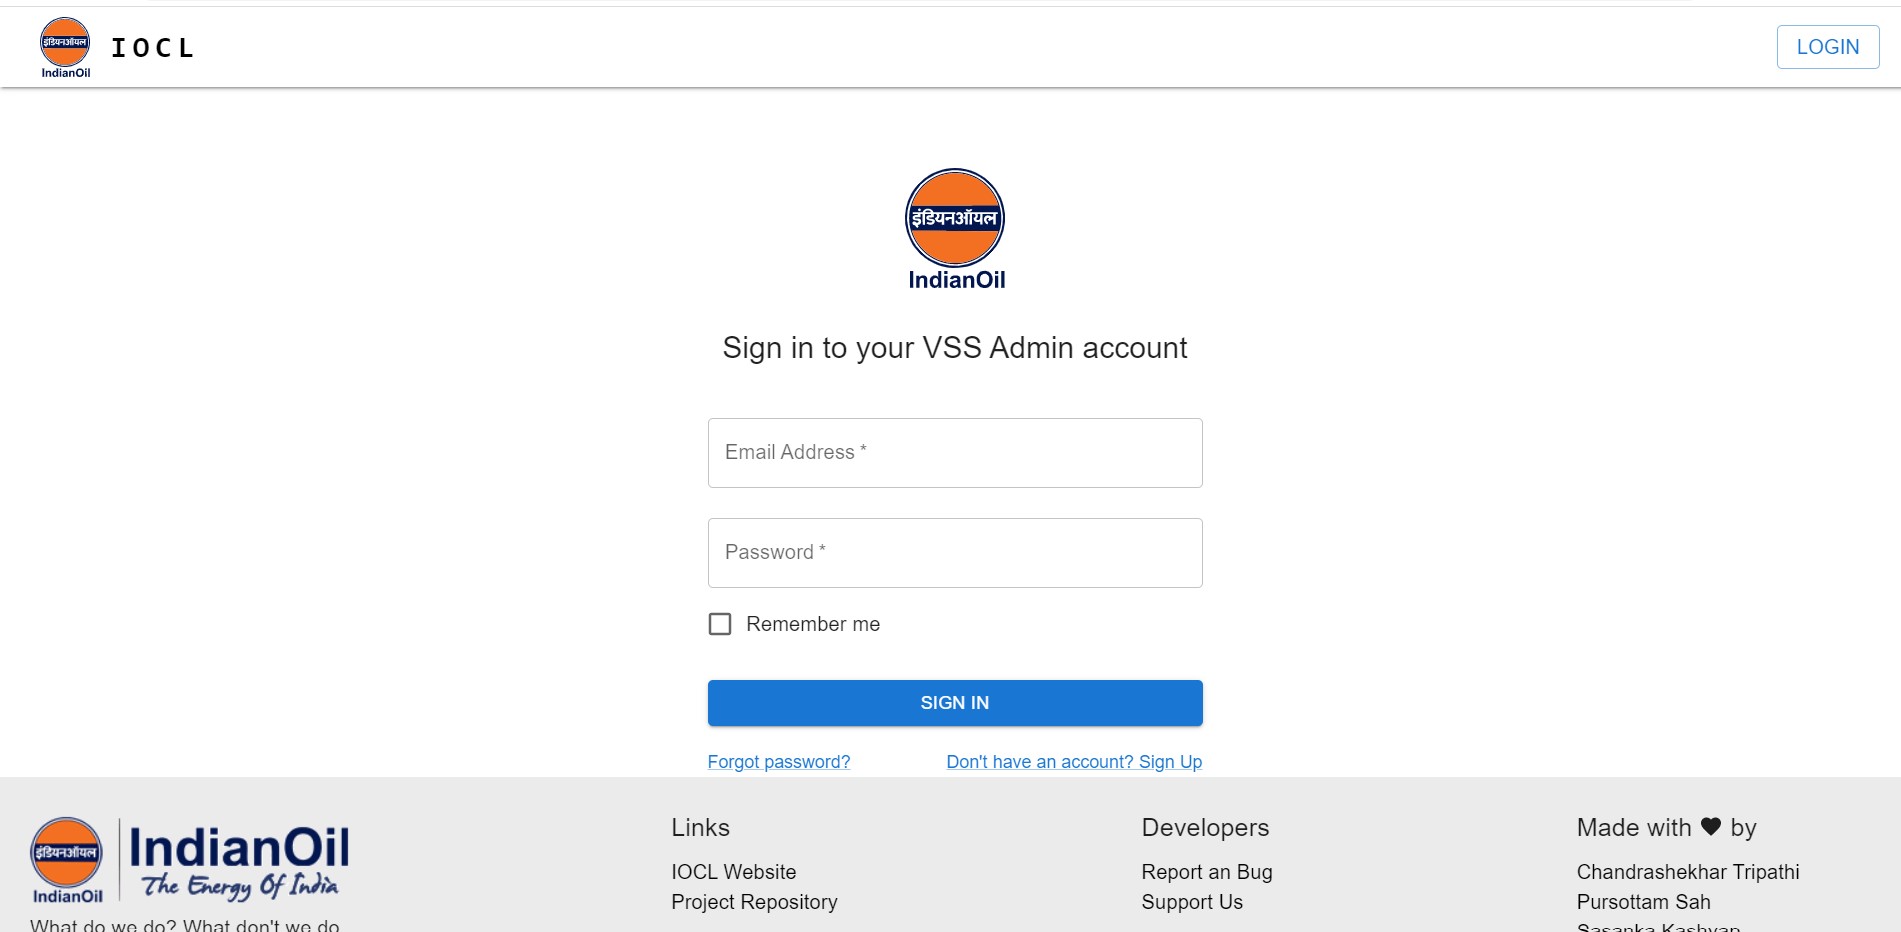 इंडियनऑयल
IndianOil
IOCL
LOGIN
इंडियनऑयल
IndianOil
Sign in to your VSS Admin account
Email Address *
Password *
Remember me
SIGN IN
Forgot password?
Don't have an account? Sign Up
इंडियनऑयल
IndianOil
IndianOil
The Energy Of India
What do we do? What don't we do
Links
IOCL Website
Project Repository
Developers
Report an Bug
Support Us
Made with ♥ by
Chandrashekhar Tripathi
Pursottam Sah
Sasanka Kashyap